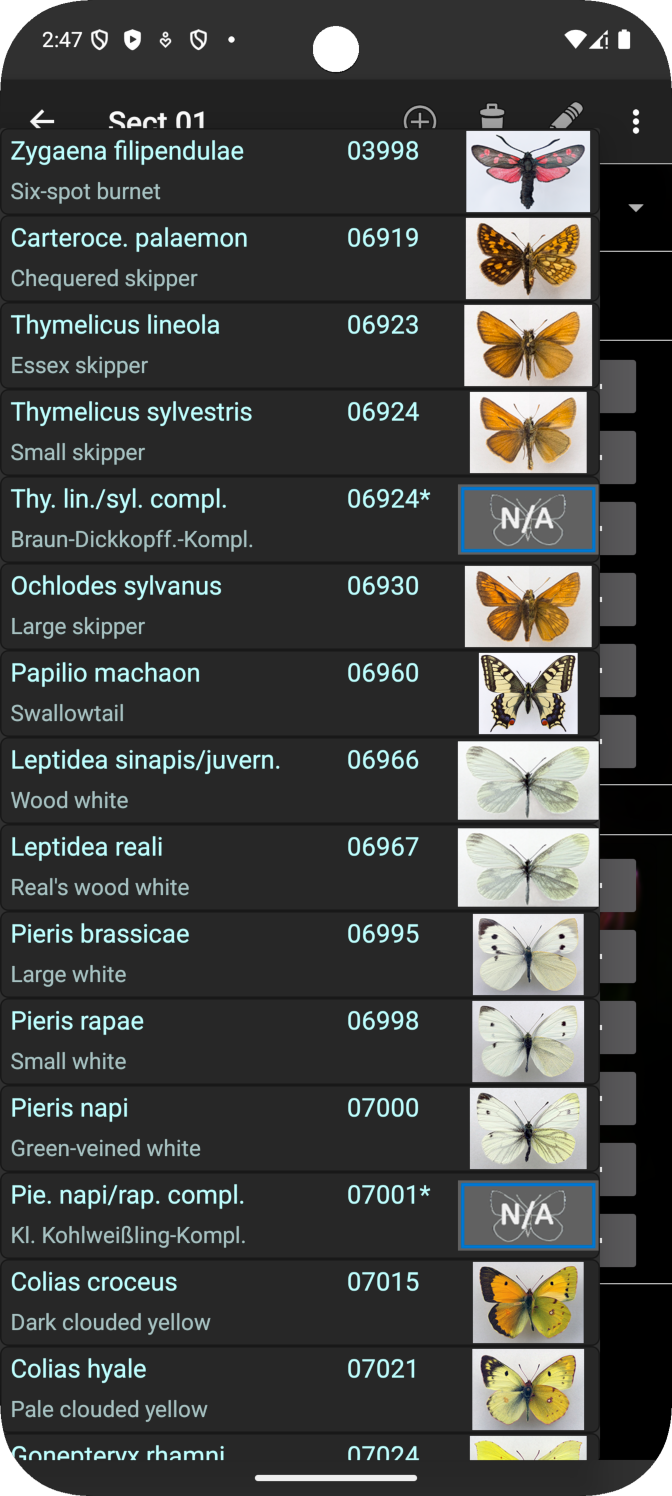 2:47
Sect 01
Zygaena filipendulae 03998
Six-spot burnet
Carteroce. palaemon 06919
Chequered skipper
Thymelicus lineola 06923
Essex skipper
Thymelicus sylvestris 06924
Small skipper
Thy. lin./syl. compl. 06924*
Braun-Dickkopff.-Kompl.
N/A
Ochlodes sylvanus 06930
Large skipper
Papilio machaon 06960
Swallowtail
Leptidea sinapis/juvern. 06966
Wood white
Leptidea reali 06967
Real's wood white
Pieris brassicae 06995
Large white
Pieris rapae 06998
Small white
Pieris napi 07000
Green-veined white
Pie. napi/rap. compl. 07001*
Kl. Kohlweißling-Kompl.
N/A
Colias croceus 07015
Dark clouded yellow
Colias hyale 07021
Pale clouded yellow
Gonepteryx rhamni 07024